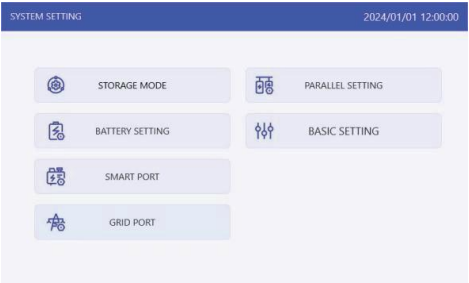 SYSTEM SETTING
2024/01/01 12:00:00
STORAGE MODE
PARALLEL SETTING
BATTERY SETTING
BASIC SETTING
SMART PORT
GRID PORT